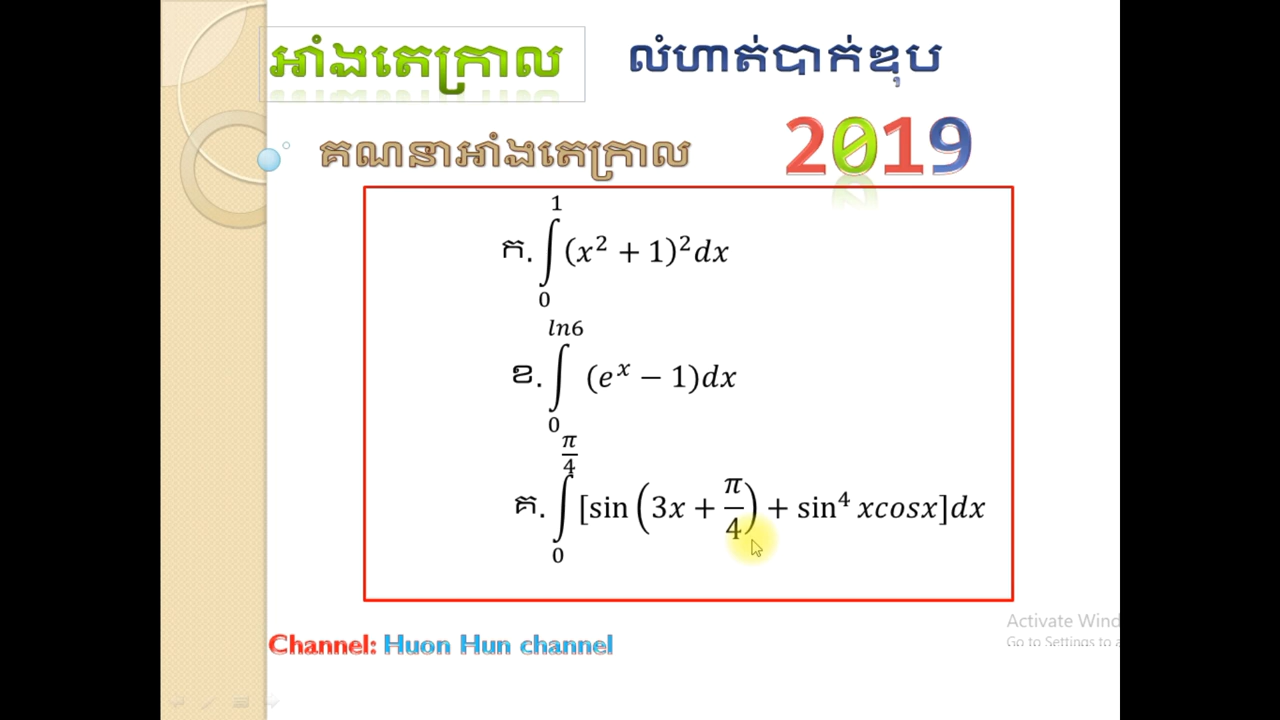 អាំងតេក្រាល លំហាត់បាក់ឌុប
គណនាអាំងតេក្រាល 2019
ក. ∫₀¹ (x² + 1)²dx
ខ. ∫₀^{ln6} (eˣ − 1)dx
គ. ∫₀^{π/4} [sin (3x + π/4) + sin⁴ xcosx]dx
Activate Wind
Go to Settings to a
Channel: Huon Hun channel